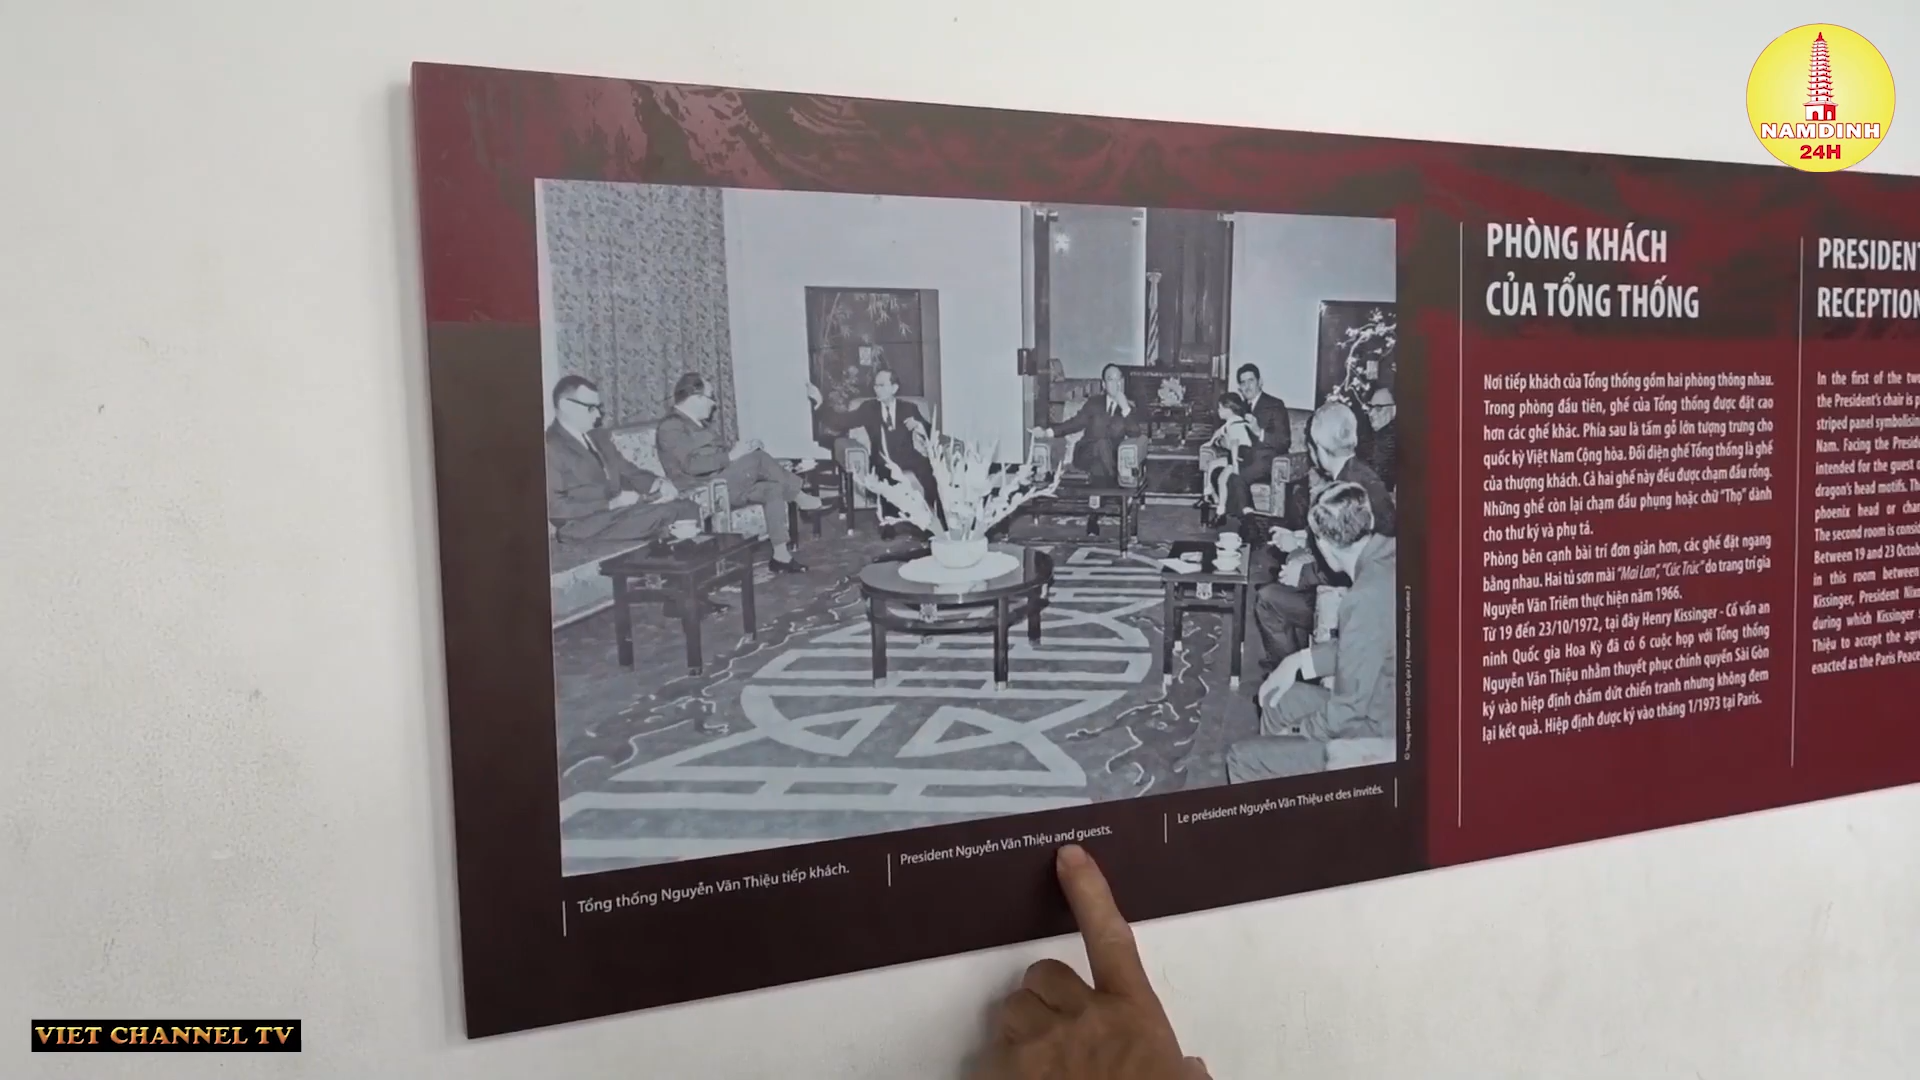 NAMDINH
24H
PHÒNG KHÁCH
CỦA TỔNG THỐNG
Nơi tiếp khách của Tổng thống gồm hai phòng thông nhau.
Trong phòng đầu tiên, ghế của Tổng thống được đặt cao
hơn các ghế khác. Phía sau là tấm gỗ lớn tượng trưng cho
quốc kỳ Việt Nam Cộng hòa. Đối diện ghế Tổng thống là ghế
của thượng khách. Cả hai ghế này đều được chạm đầu rồng.
Những ghế còn lại chạm đầu phụng hoặc chữ "Thọ" dành
cho thư ký và phụ tá.
Phòng bên cạnh bài trí đơn giản hơn, các ghế đặt ngang
bằng nhau. Hai tủ sơn mài "Mai Lan", "Cúc Trúc" do trang trí gia
Nguyễn Văn Triêm thực hiện năm 1966.
Từ 19 đến 23/10/1972, tại đây Henry Kissinger - Cố vấn an
ninh Quốc gia Hoa Kỳ đã có 6 cuộc họp với Tổng thống
Nguyễn Văn Thiệu nhằm thuyết phục chính quyền Sài Gòn
ký vào hiệp định chấm dứt chiến tranh nhưng không đem
lại kết quả. Hiệp định được ký vào tháng 1/1973 tại Paris.
PRESIDENT
RECEPTION
In the first of the two
the President's chair is
striped panel symbolising
Nam. Facing the
intended for the guest
dragon's head motifs.
phoenix head or
The second room is
Between 19 and 23
in this room between
Kissinger, President
during which Kissinger
Thiệu to accept the
enacted as the Paris
Tổng thống Nguyễn Văn Thiệu tiếp khách.
President Nguyễn Văn Thiệu and guests.
Le président Nguyễn Văn Thiệu et des invités.
VIET CHANNEL TV